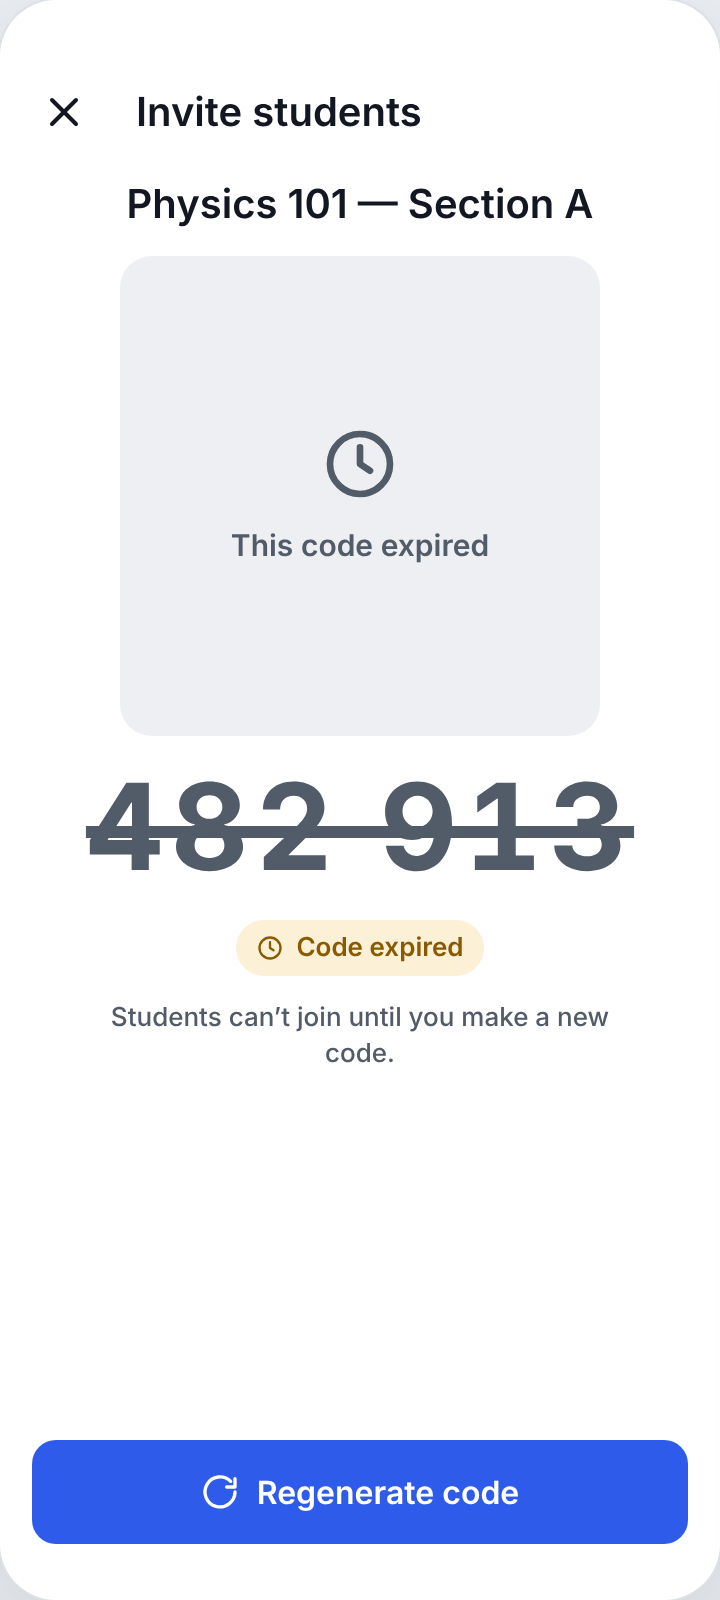 Invite students
Physics 101 — Section A
This code expired
482 913
Code expired
Students can’t join until you make a new
code.
Regenerate code